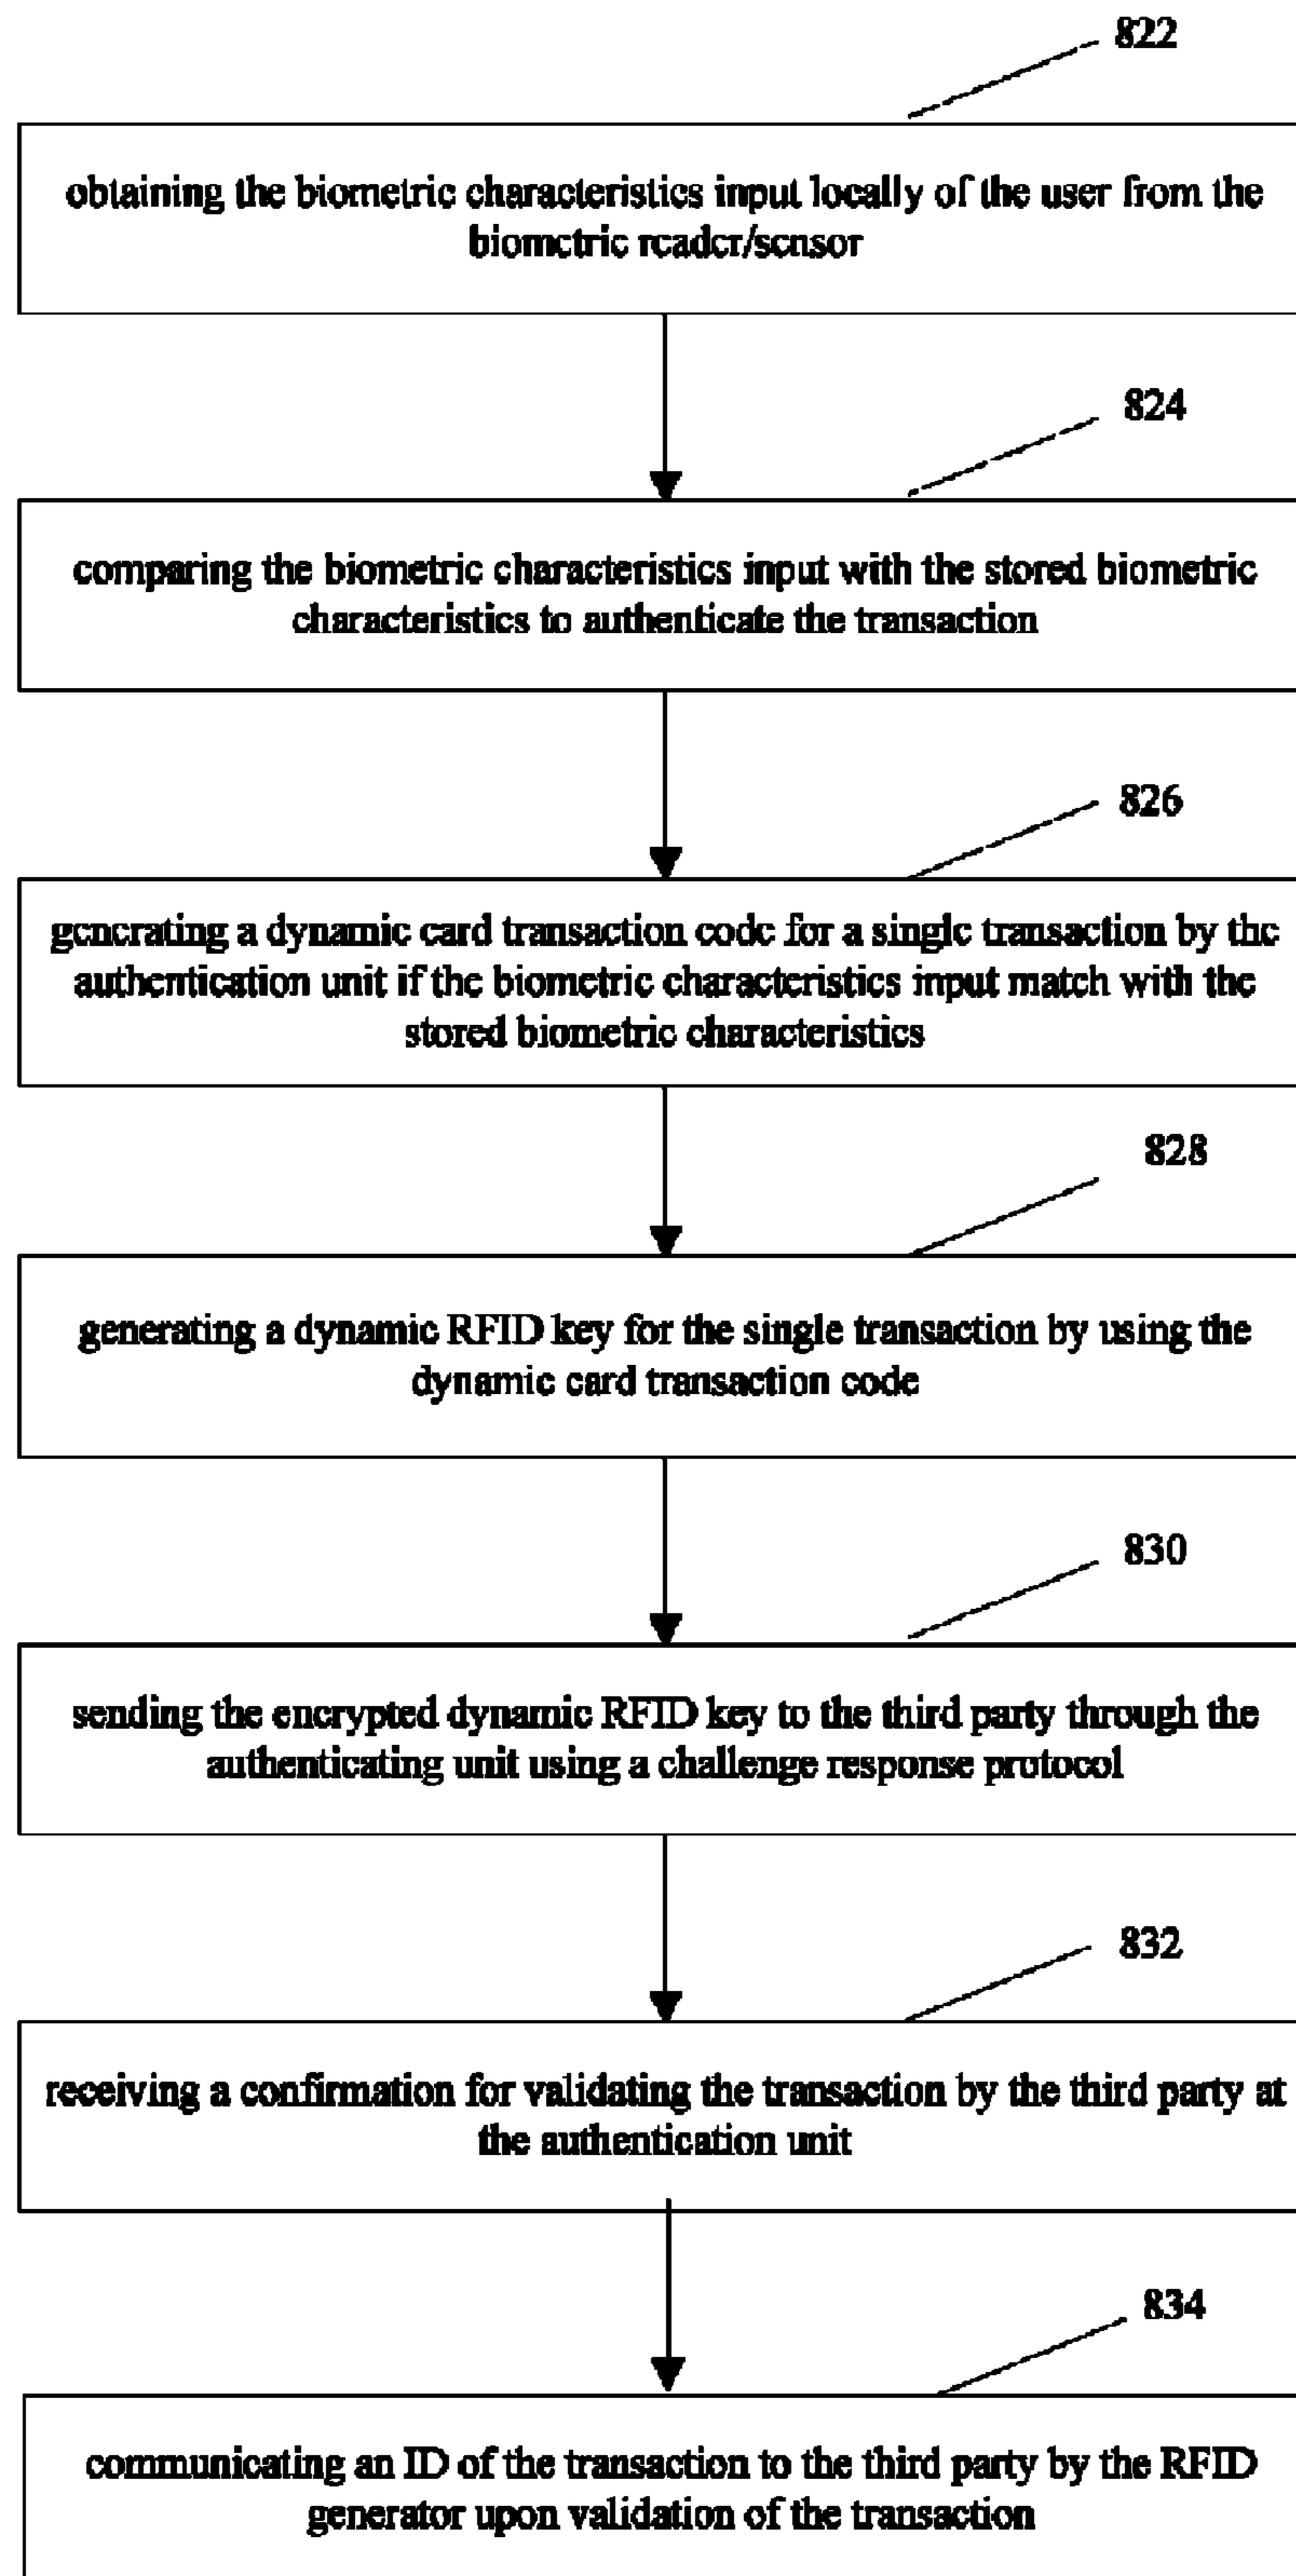 822
obtaining the biometric characteristics input locally of the user from the
biometric reader/sensor
824
comparing the biometric characteristics input with the stored biometric
characteristics to authenticate the transaction
826
generating a dynamic card transaction code for a single transaction by the
authentication unit if the biometric characteristics input match with the
stored biometric characteristics
828
generating a dynamic RFID key for the single transaction by using the
dynamic card transaction code
830
sending the encrypted dynamic RFID key to the third party through the
authenticating unit using a challenge response protocol
832
receiving a confirmation for validating the transaction by the third party at
the authentication unit
834
communicating an ID of the transaction to the third party by the RFID
generator upon validation of the transaction